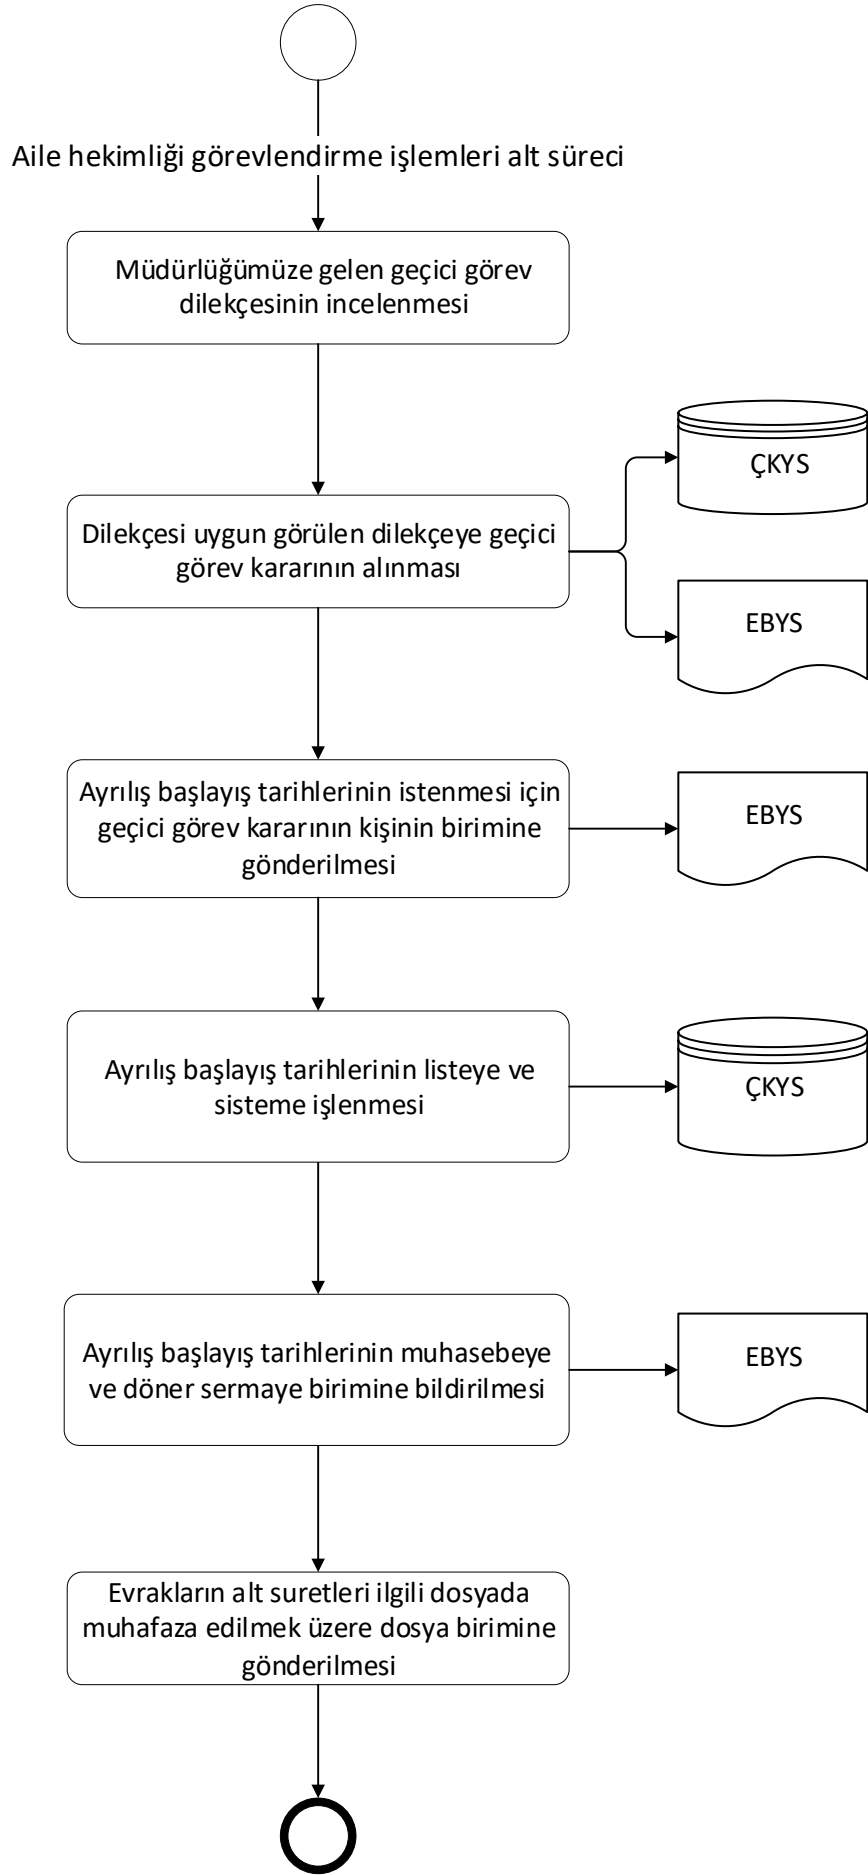 Aile hekimliği görevlendirme işlemleri alt süreci
Müdürlüğümüze gelen geçici görev
dilekçesinin incelenmesi
Dilekçesi uygun görülen dilekçeye geçici
görev kararının alınması
ÇKYS
EBYS
Ayrılış başlayış tarihlerinin istenmesi için
geçici görev kararının kişinin birimine
gönderilmesi
EBYS
Ayrılış başlayış tarihlerinin listeye ve
sisteme işlenmesi
ÇKYS
Ayrılış başlayış tarihlerinin muhasebeye
ve döner sermaye birimine bildirilmesi
EBYS
Evrakların alt suretleri ilgili dosyada
muhafaza edilmek üzere dosya birimine
gönderilmesi